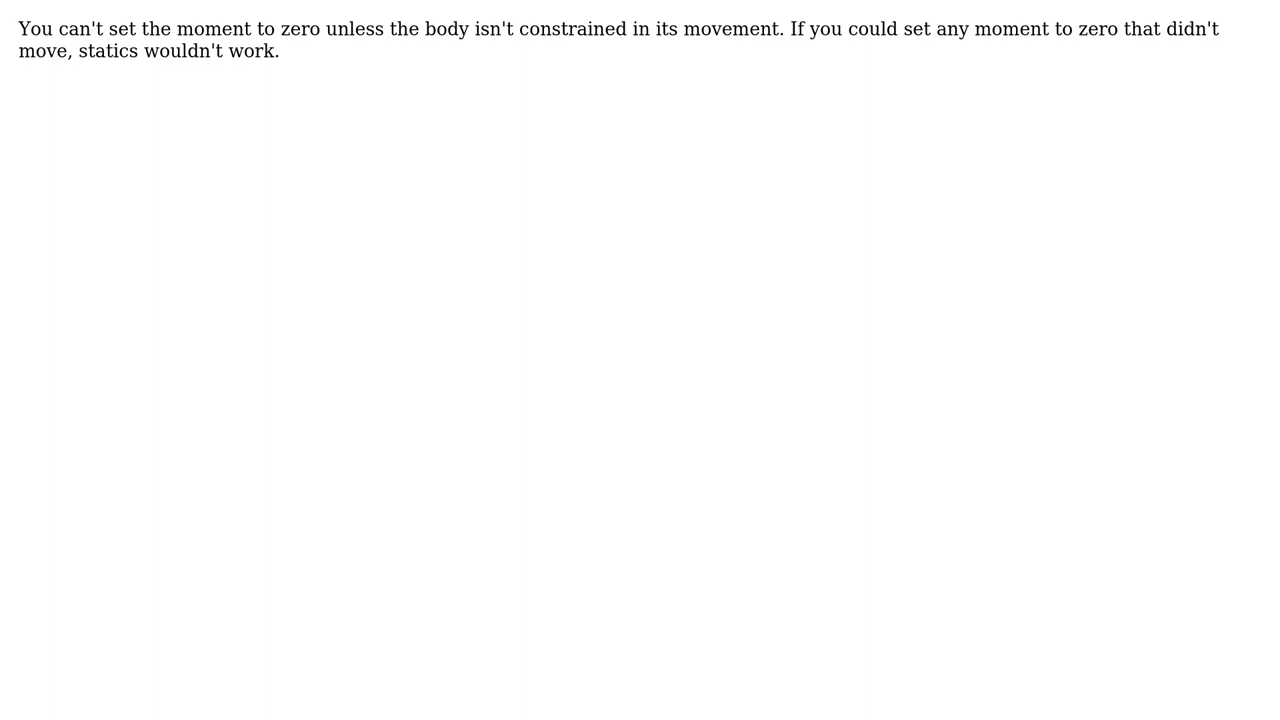 You can't set the moment to zero unless the body isn't constrained in its movement. If you could set any moment to zero that didn't
move, statics wouldn't work.